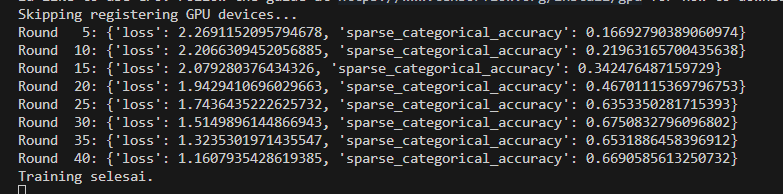 Skipping registering GPU devices...
Round   5: {'loss': 2.2691152095794678, 'sparse_categorical_accuracy': 0.16692790389060974}
Round  10: {'loss': 2.2066309452056885, 'sparse_categorical_accuracy': 0.21963165700435638}
Round  15: {'loss': 2.079280376434326, 'sparse_categorical_accuracy': 0.342476487159729}
Round  20: {'loss': 1.9429410696029663, 'sparse_categorical_accuracy': 0.46701115369796753}
Round  25: {'loss': 1.7436435222625732, 'sparse_categorical_accuracy': 0.6353350281715393}
Round  30: {'loss': 1.5149896144866943, 'sparse_categorical_accuracy': 0.6750832796096802}
Round  35: {'loss': 1.3235301971435547, 'sparse_categorical_accuracy': 0.6531886458396912}
Round  40: {'loss': 1.1607935428619385, 'sparse_categorical_accuracy': 0.6690585613250732}
Training selesai.